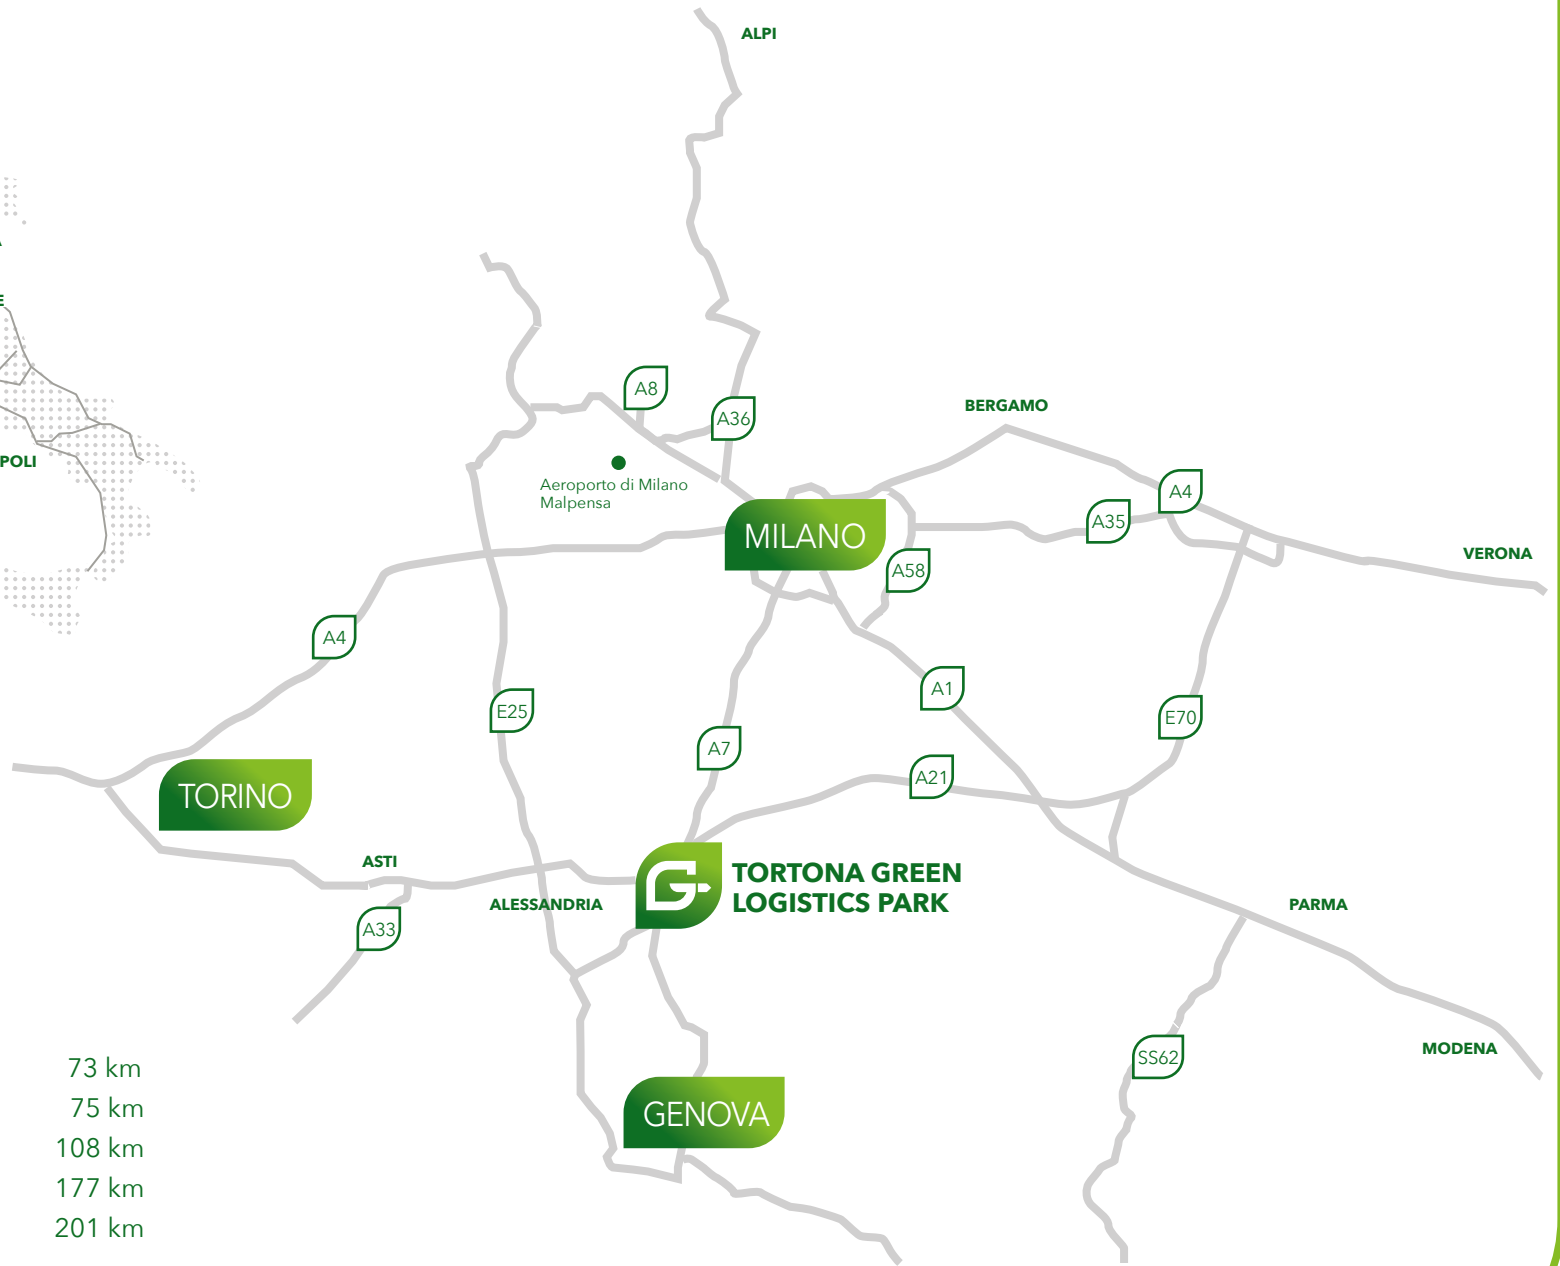 ALPI
A8
A36
BERGAMO
POLI
Aeroporto di Milano
Malpensa
A4
A35
MILANO
VERONA
A58
A4
A1
E25
E70
A7
A21
TORINO
ASTI
TORTONA GREEN
LOGISTICS PARK
ALESSANDRIA
PARMA
A33
MODENA
SS62
73 km
75 km
108 km
177 km
201 km
GENOVA